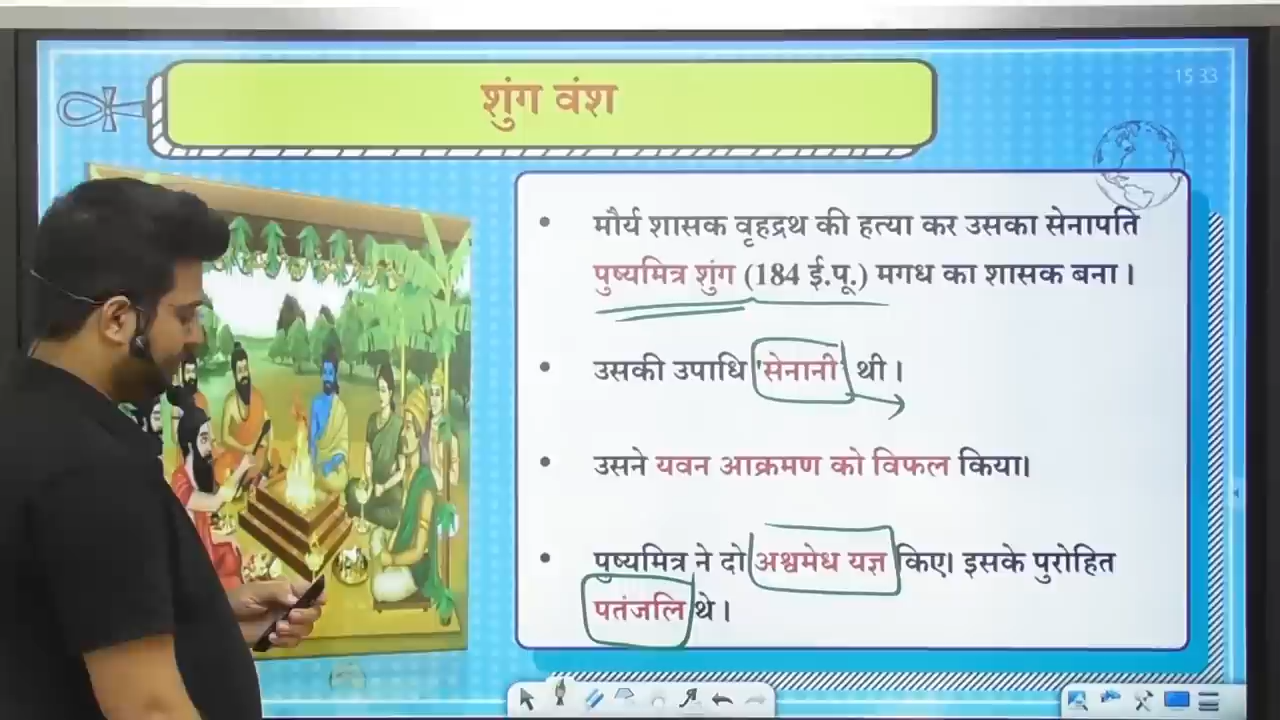 शुंग वंश
15 33
मौर्य शासक वृहद्रथ की हत्या कर उसका सेनापति
पुष्यमित्र शुंग (184 ई.पू.) मगध का शासक बना ।
उसकी उपाधि 'सेनानी' थी ।
उसने यवन आक्रमण को विफल किया।
पुष्यमित्र ने दो अश्वमेध यज्ञ किए। इसके पुरोहित
पतंजलि थे ।